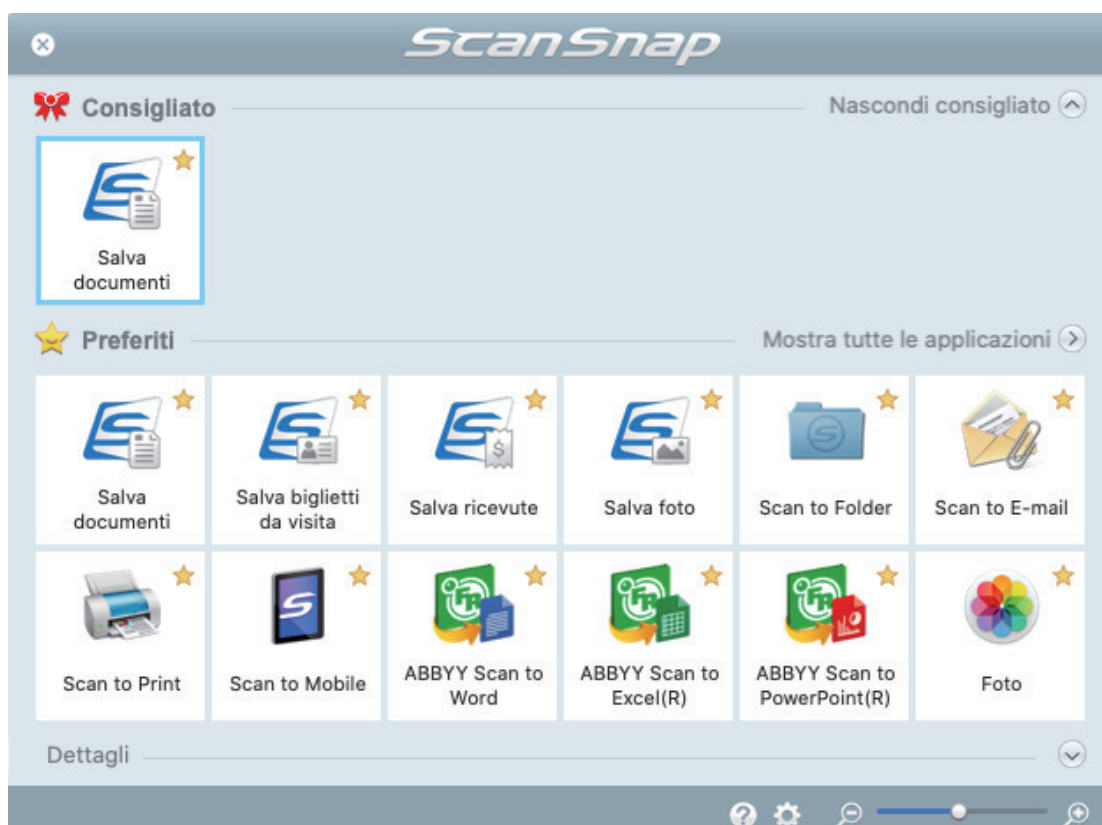 ScanSnap
Consigliato
Nascondi consigliato
Salva
documenti
Preferiti
Mostra tutte le applicazioni
Salva
documenti
Salva biglietti
da visita
Salva ricevute
Salva foto
Scan to Folder
Scan to E-mail
Scan to Print
Scan to Mobile
ABBYY Scan to
Word
ABBYY Scan to
Excel(R)
ABBYY Scan to
PowerPoint(R)
Foto
Dettagli